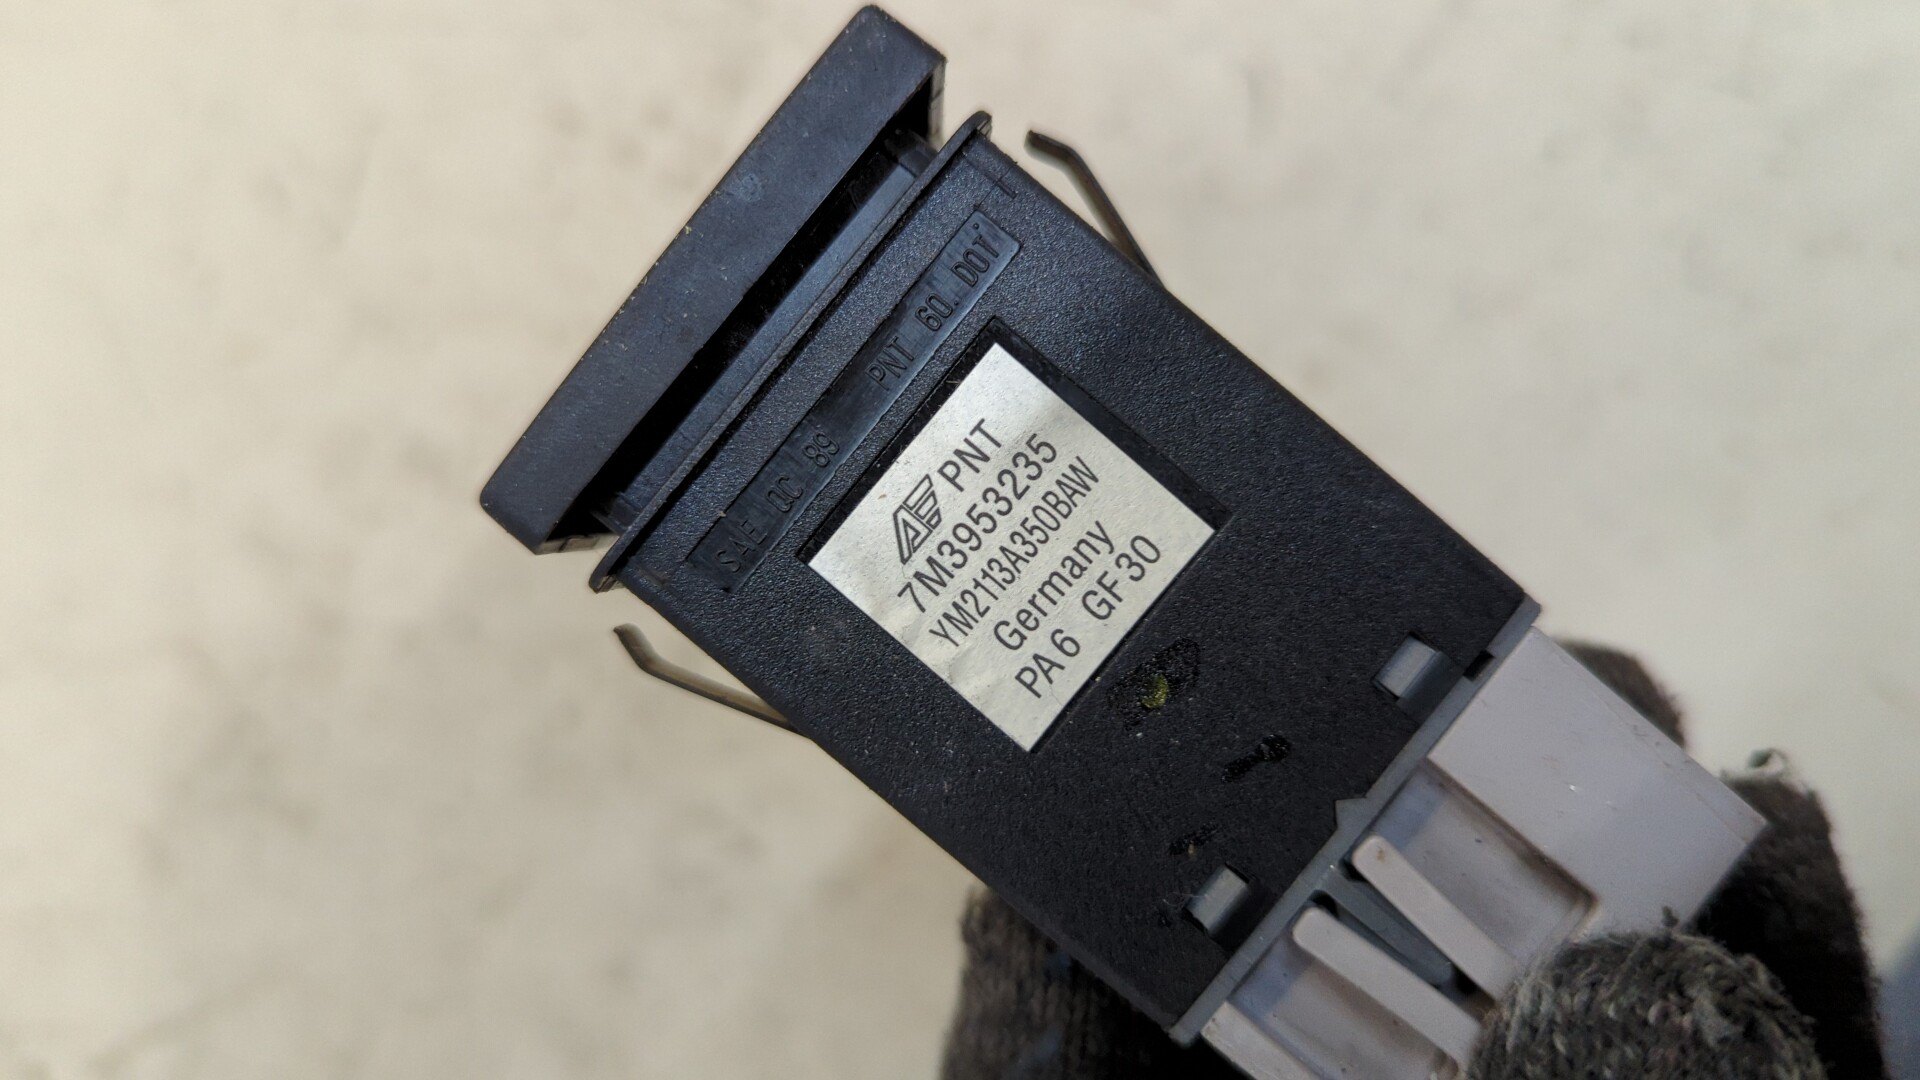 SAE QC 89 PNT 60. DOT
PNT
7M3953235
YM2113A350BAW
Germany
PA6 GF30